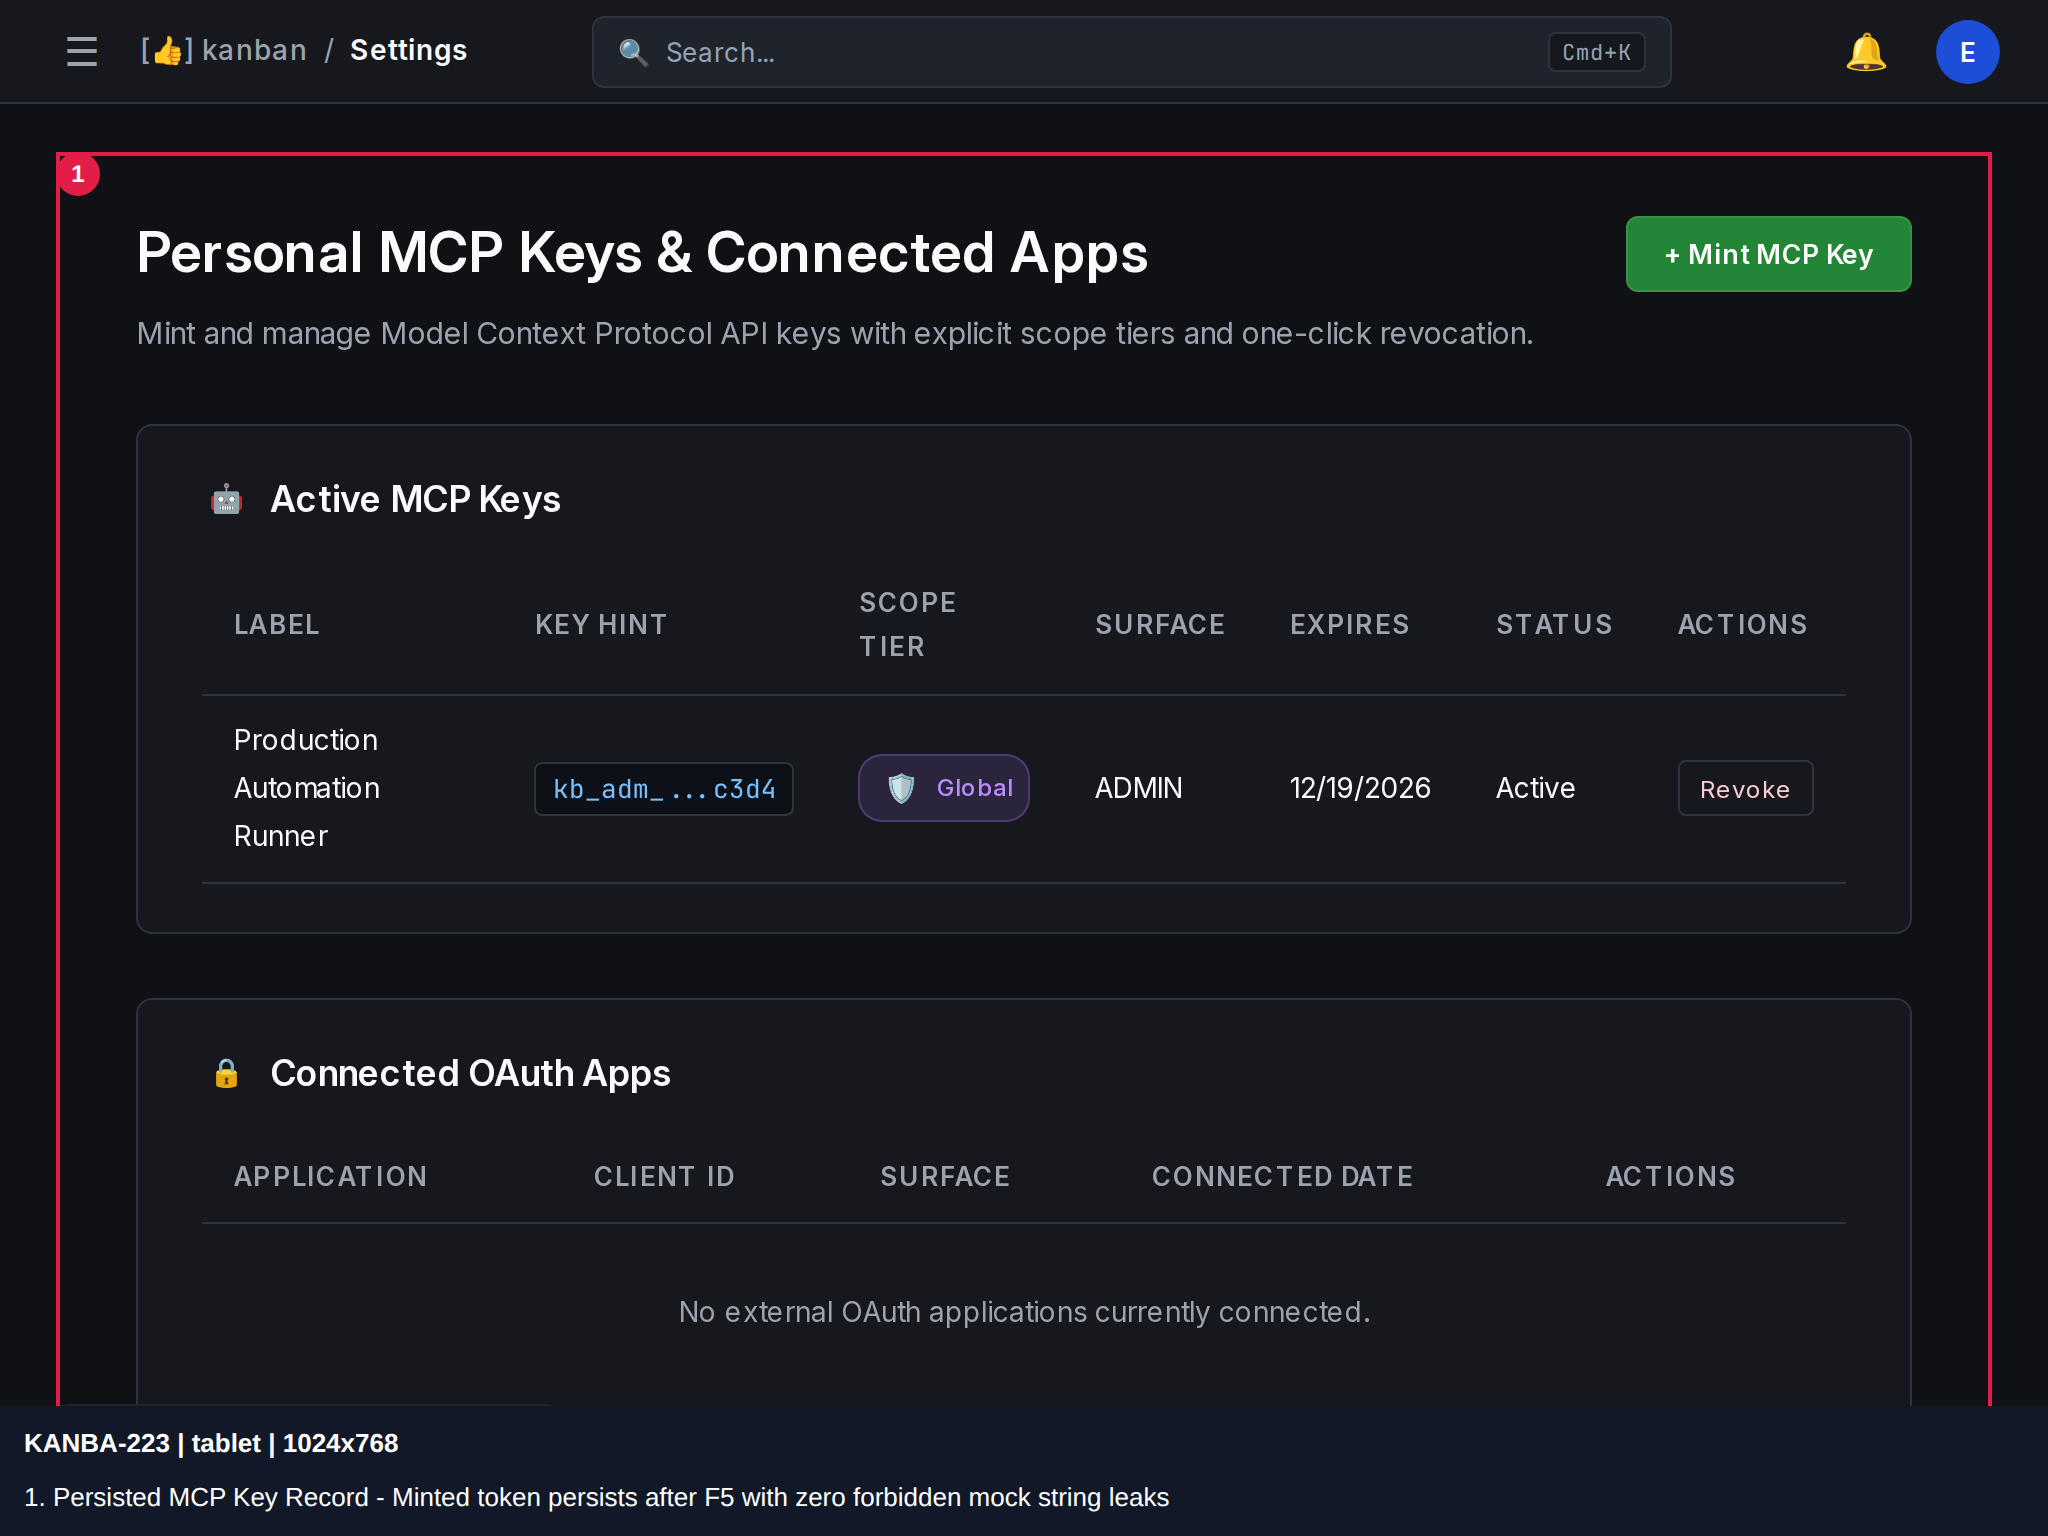 ☰ [👍] kanban / Settings
🔍 Search... Cmd+K
🔔 E
1
Personal MCP Keys & Connected Apps
+ Mint MCP Key
Mint and manage Model Context Protocol API keys with explicit scope tiers and one-click revocation.
🤖 Active MCP Keys
LABEL KEY HINT SCOPE TIER SURFACE EXPIRES STATUS ACTIONS
Production
Automation
Runner
kb_adm_...c3d4 🛡️ Global ADMIN 12/19/2026 Active Revoke
🔒 Connected OAuth Apps
APPLICATION CLIENT ID SURFACE CONNECTED DATE ACTIONS
No external OAuth applications currently connected.
KANBA-223 | tablet | 1024x768
1. Persisted MCP Key Record - Minted token persists after F5 with zero forbidden mock string leaks